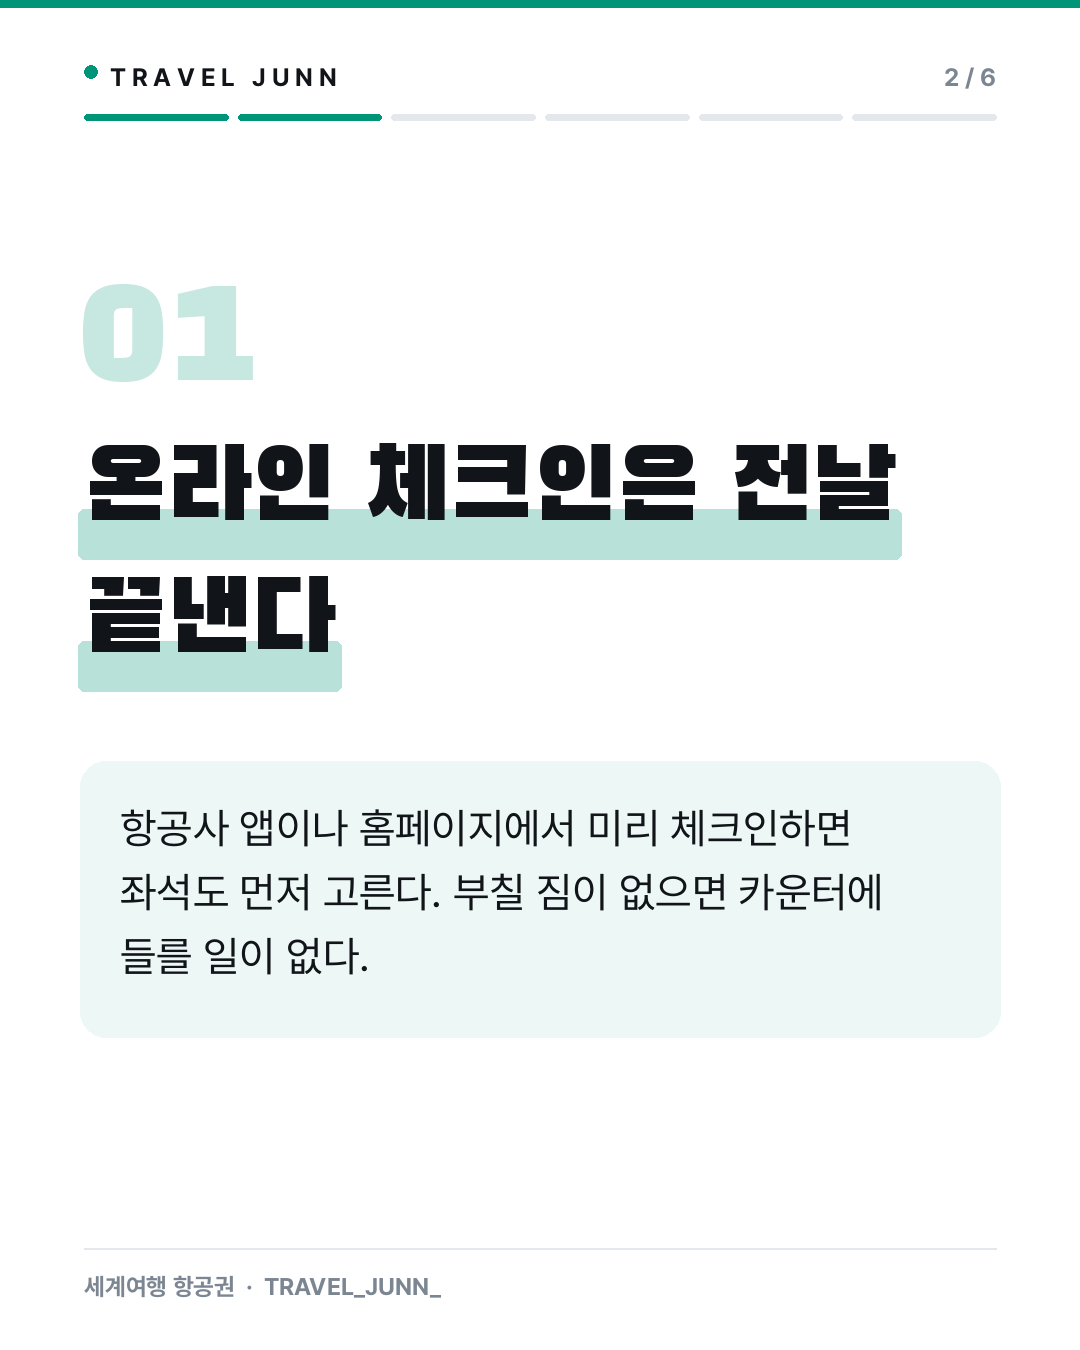 TRAVEL JUNN
2 / 6
01
온라인 체크인은 전날
끝낸다
항공사 앱이나 홈페이지에서 미리 체크인하면
좌석도 먼저 고른다. 부칠 짐이 없으면 카운터에
들를 일이 없다.
세계여행 항공권 · TRAVEL_JUNN_